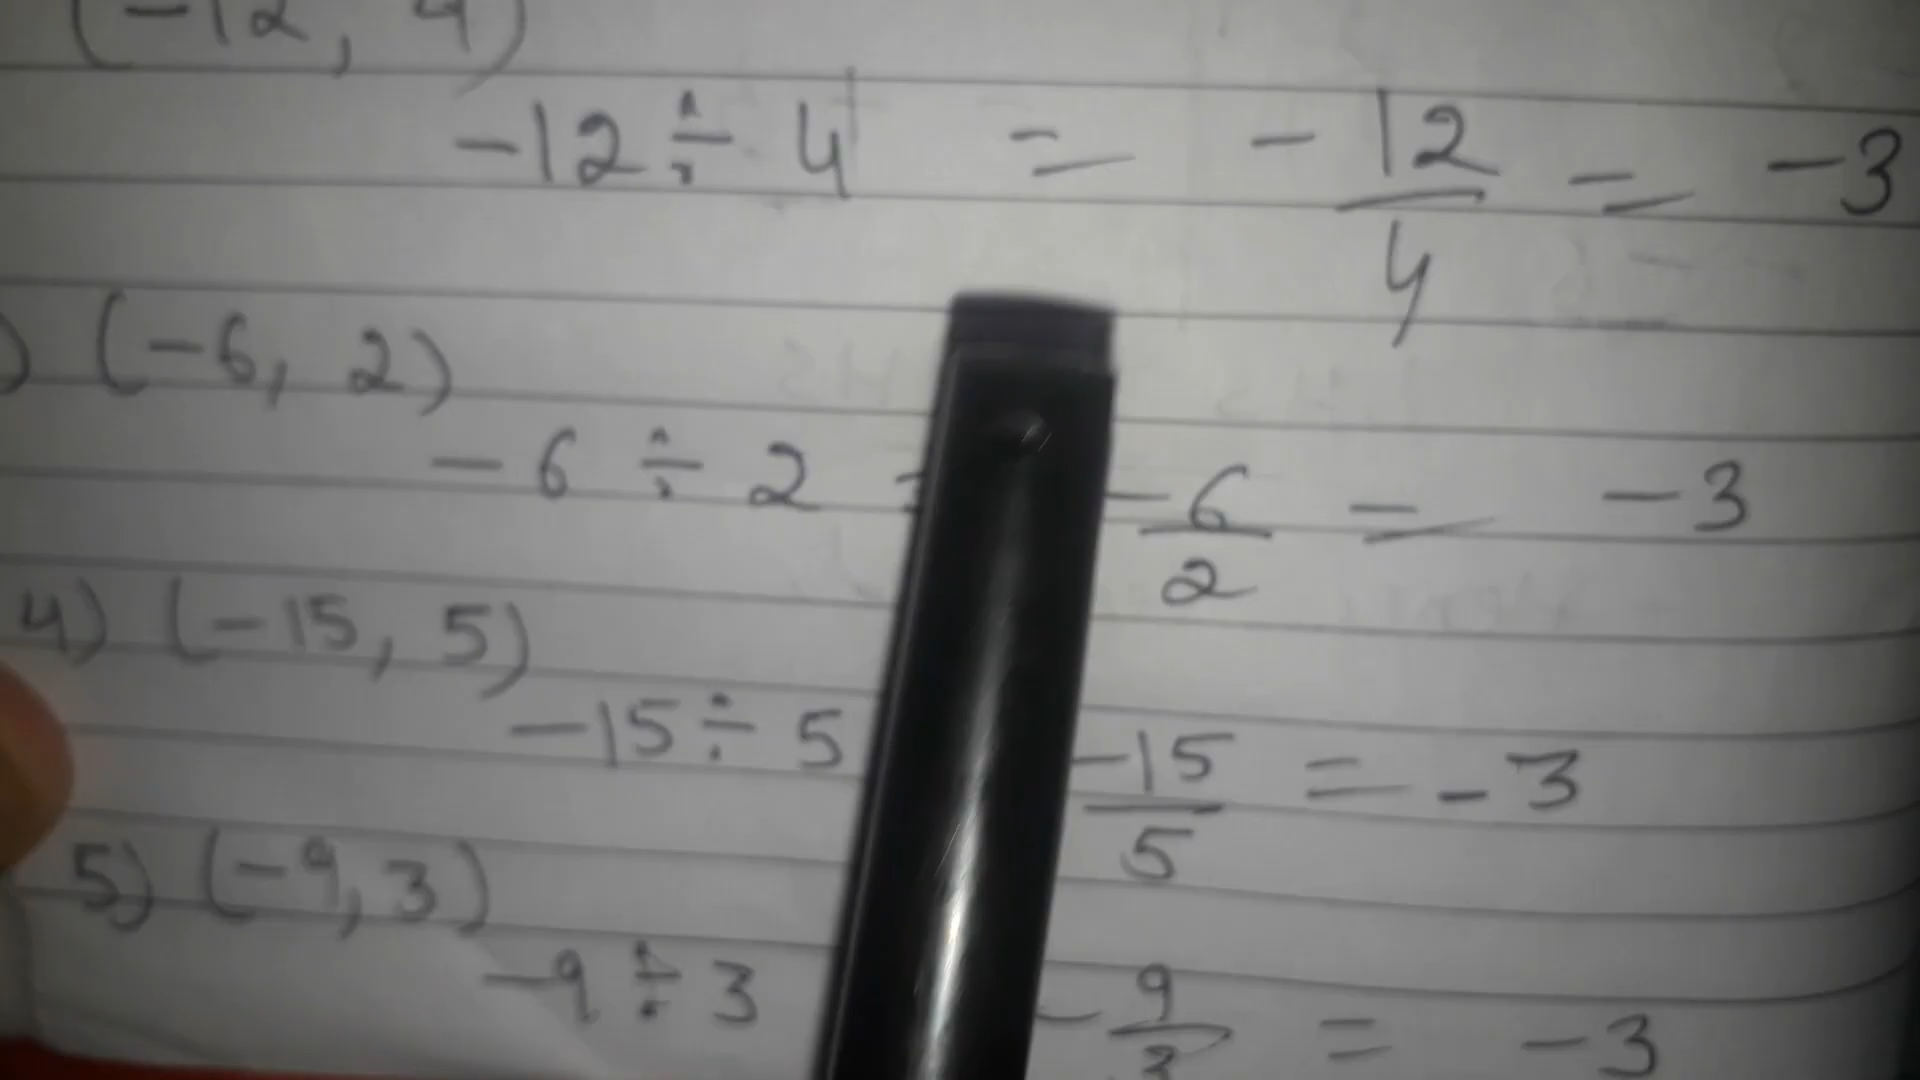 (-12, 4)
-12 ÷ 4 = -12/4 = -3
) (-6, 2)
-6 ÷ 2 = -6/2 = -3
4) (-15, 5)
-15 ÷ 5 -15/5 = -3
5) (-9, 3)
-9 ÷ 3 -9/3 = -3